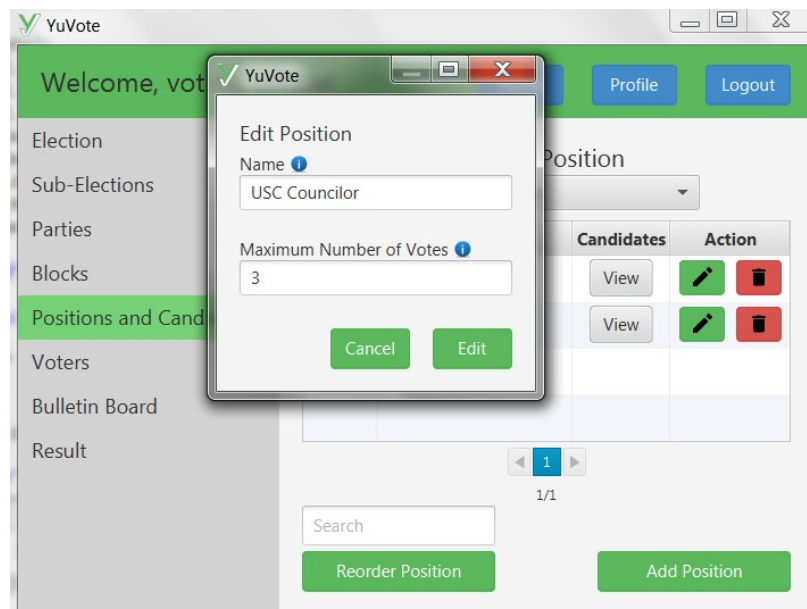 YuVote
Welcome, vot
Profile
Logout
YuVote
Edit Position
Name
USC Councilor
Maximum Number of Votes
3
Cancel
Edit
Election
Sub-Elections
Parties
Blocks
Positions and Cand
Voters
Bulletin Board
Result
Position
Candidates
Action
View
View
1
1/1
Search
Reorder Position
Add Position